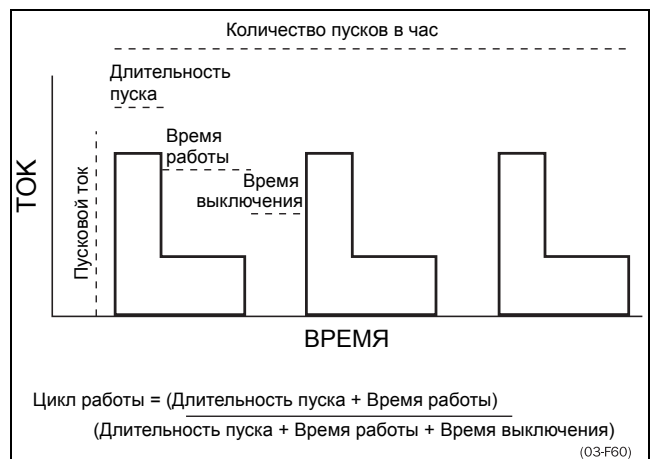 Количество пусков в час
Длительность
пуска
Время
работы
Время
выключения
Пусковой ток
ТОК
ВРЕМЯ
Цикл работы = (Длительность пуска + Время работы)
(Длительность пуска + Время работы + Время выключения)
(03-F60)